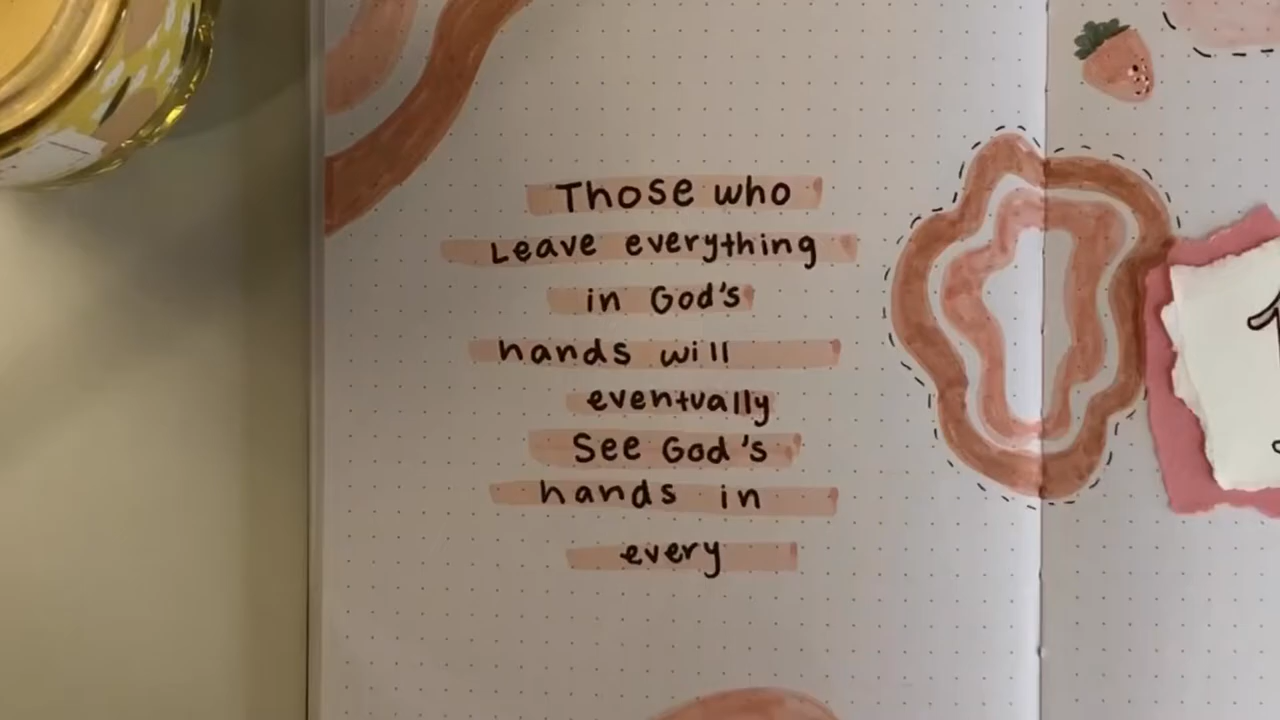 Those who
Leave everything
in God's
hands will
eventually
See God's
hands in
every